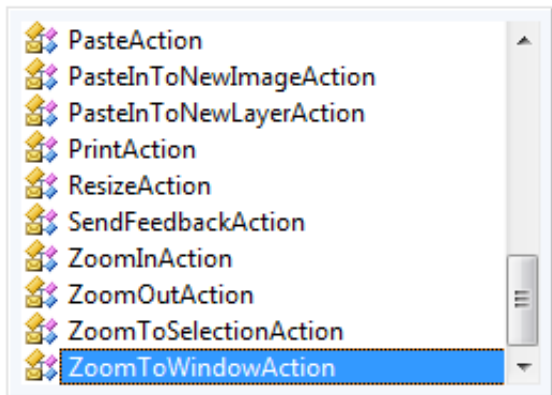 PasteAction
PasteInToNewImageAction
PasteInToNewLayerAction
PrintAction
ResizeAction
SendFeedbackAction
ZoomInAction
ZoomOutAction
ZoomToSelectionAction
ZoomToWindowAction